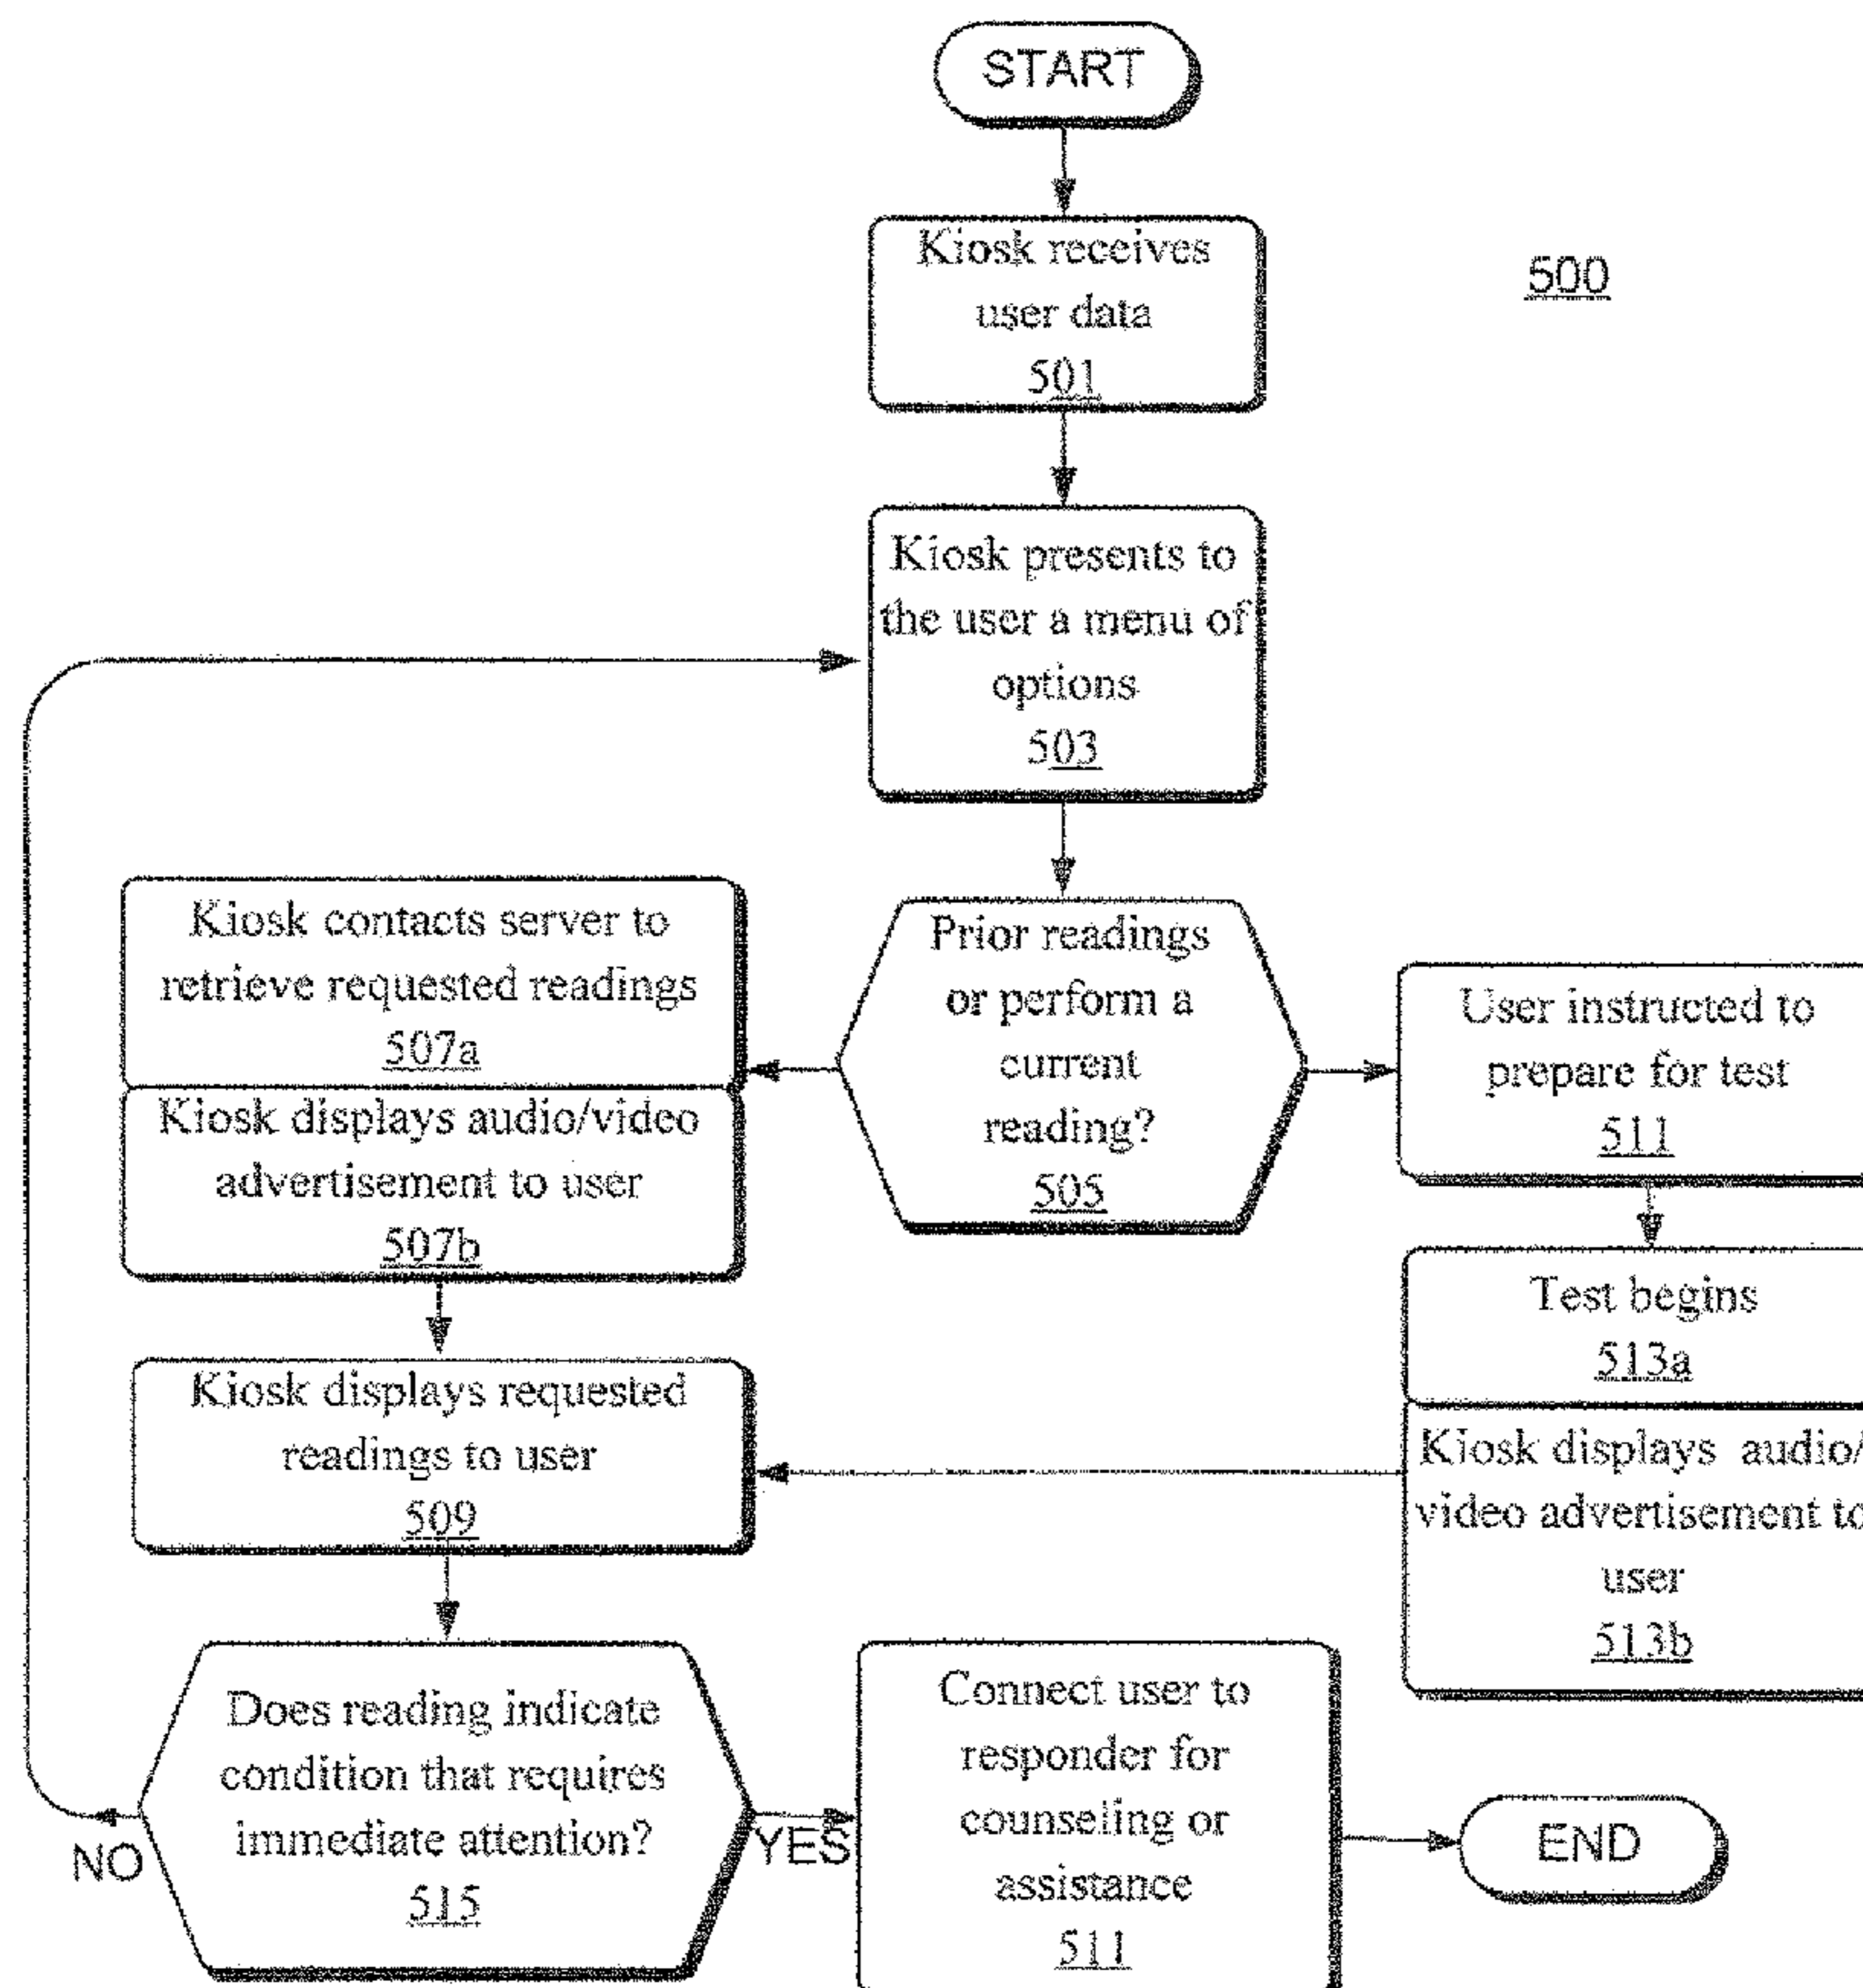 START
Kiosk receives
user data
501
500
Kiosk presents to
the user a menu of
options
503
Prior readings
or perform a
current
reading?
505
Kiosk contacts server to
retrieve requested readings
507a
Kiosk displays audio/video
advertisement to user
507b
User instructed to
prepare for test
511
Test begins
513a
Kiosk displays audio/
video advertisement to
user
513b
Kiosk displays requested
readings to user
509
Does reading indicate
condition that requires
immediate attention?
515
NO
YES
Connect user to
responder for
counseling or
assistance
511
END